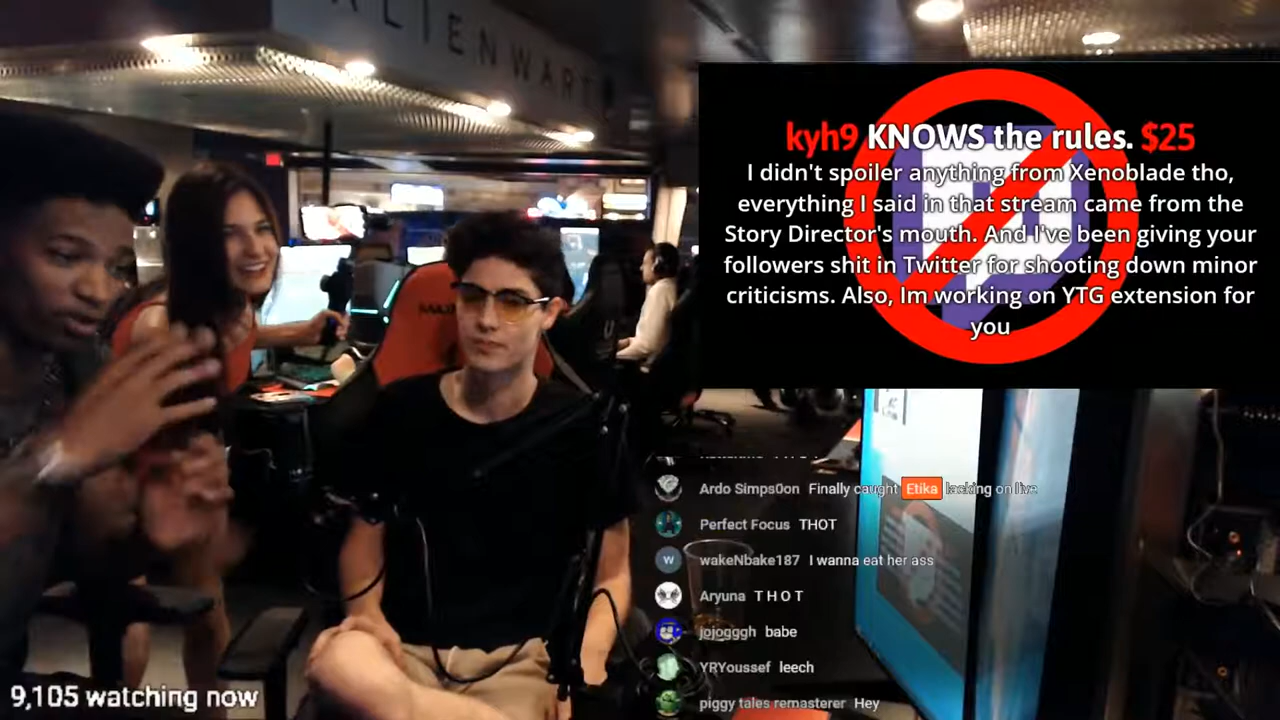 ALIENWARE
kyh9 KNOWS the rules. $25
I didn't spoiler anything from Xenoblade tho,
everything I said in that stream came from the
Story Director's mouth. And I've been giving your
followers shit in Twitter for shooting down minor
criticisms. Also, Im working on YTG extension for
you
Ardo Simps0on Finally caught Etika lacking on live
Perfect Focus THOT
W wakeNbake187 I wanna eat her ass
Aryuna T H O T
jojogggh babe
YRYoussef leech
piggy tales remasterer Hey
9,105 watching now